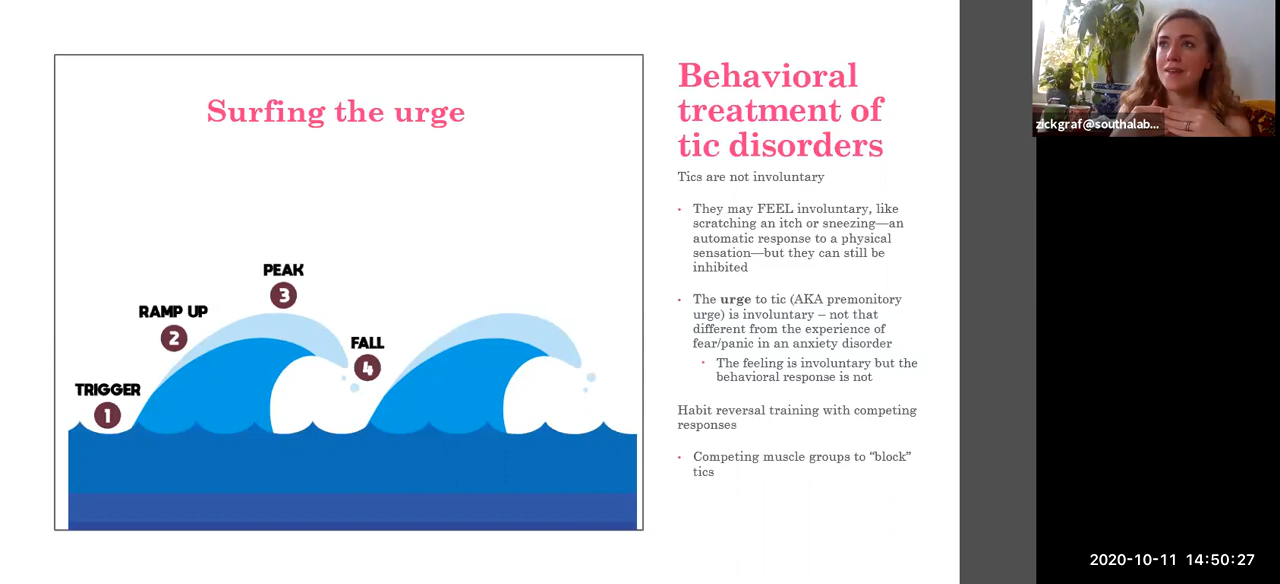 Surfing the urge
PEAK
3
RAMP UP
2
FALL
4
TRIGGER
1
Behavioral
treatment of
tic disorders
Tics are not involuntary
• They may FEEL involuntary, like
scratching an itch or sneezing—an
automatic response to a physical
sensation—but they can still be
inhibited
• The urge to tic (AKA premonitory
urge) is involuntary – not that
different from the experience of
fear/panic in an anxiety disorder
• The feeling is involuntary but the
behavioral response is not
Habit reversal training with competing
responses
• Competing muscle groups to “block”
tics
zickgraf@southalab...
2020-10-11 14:50:27